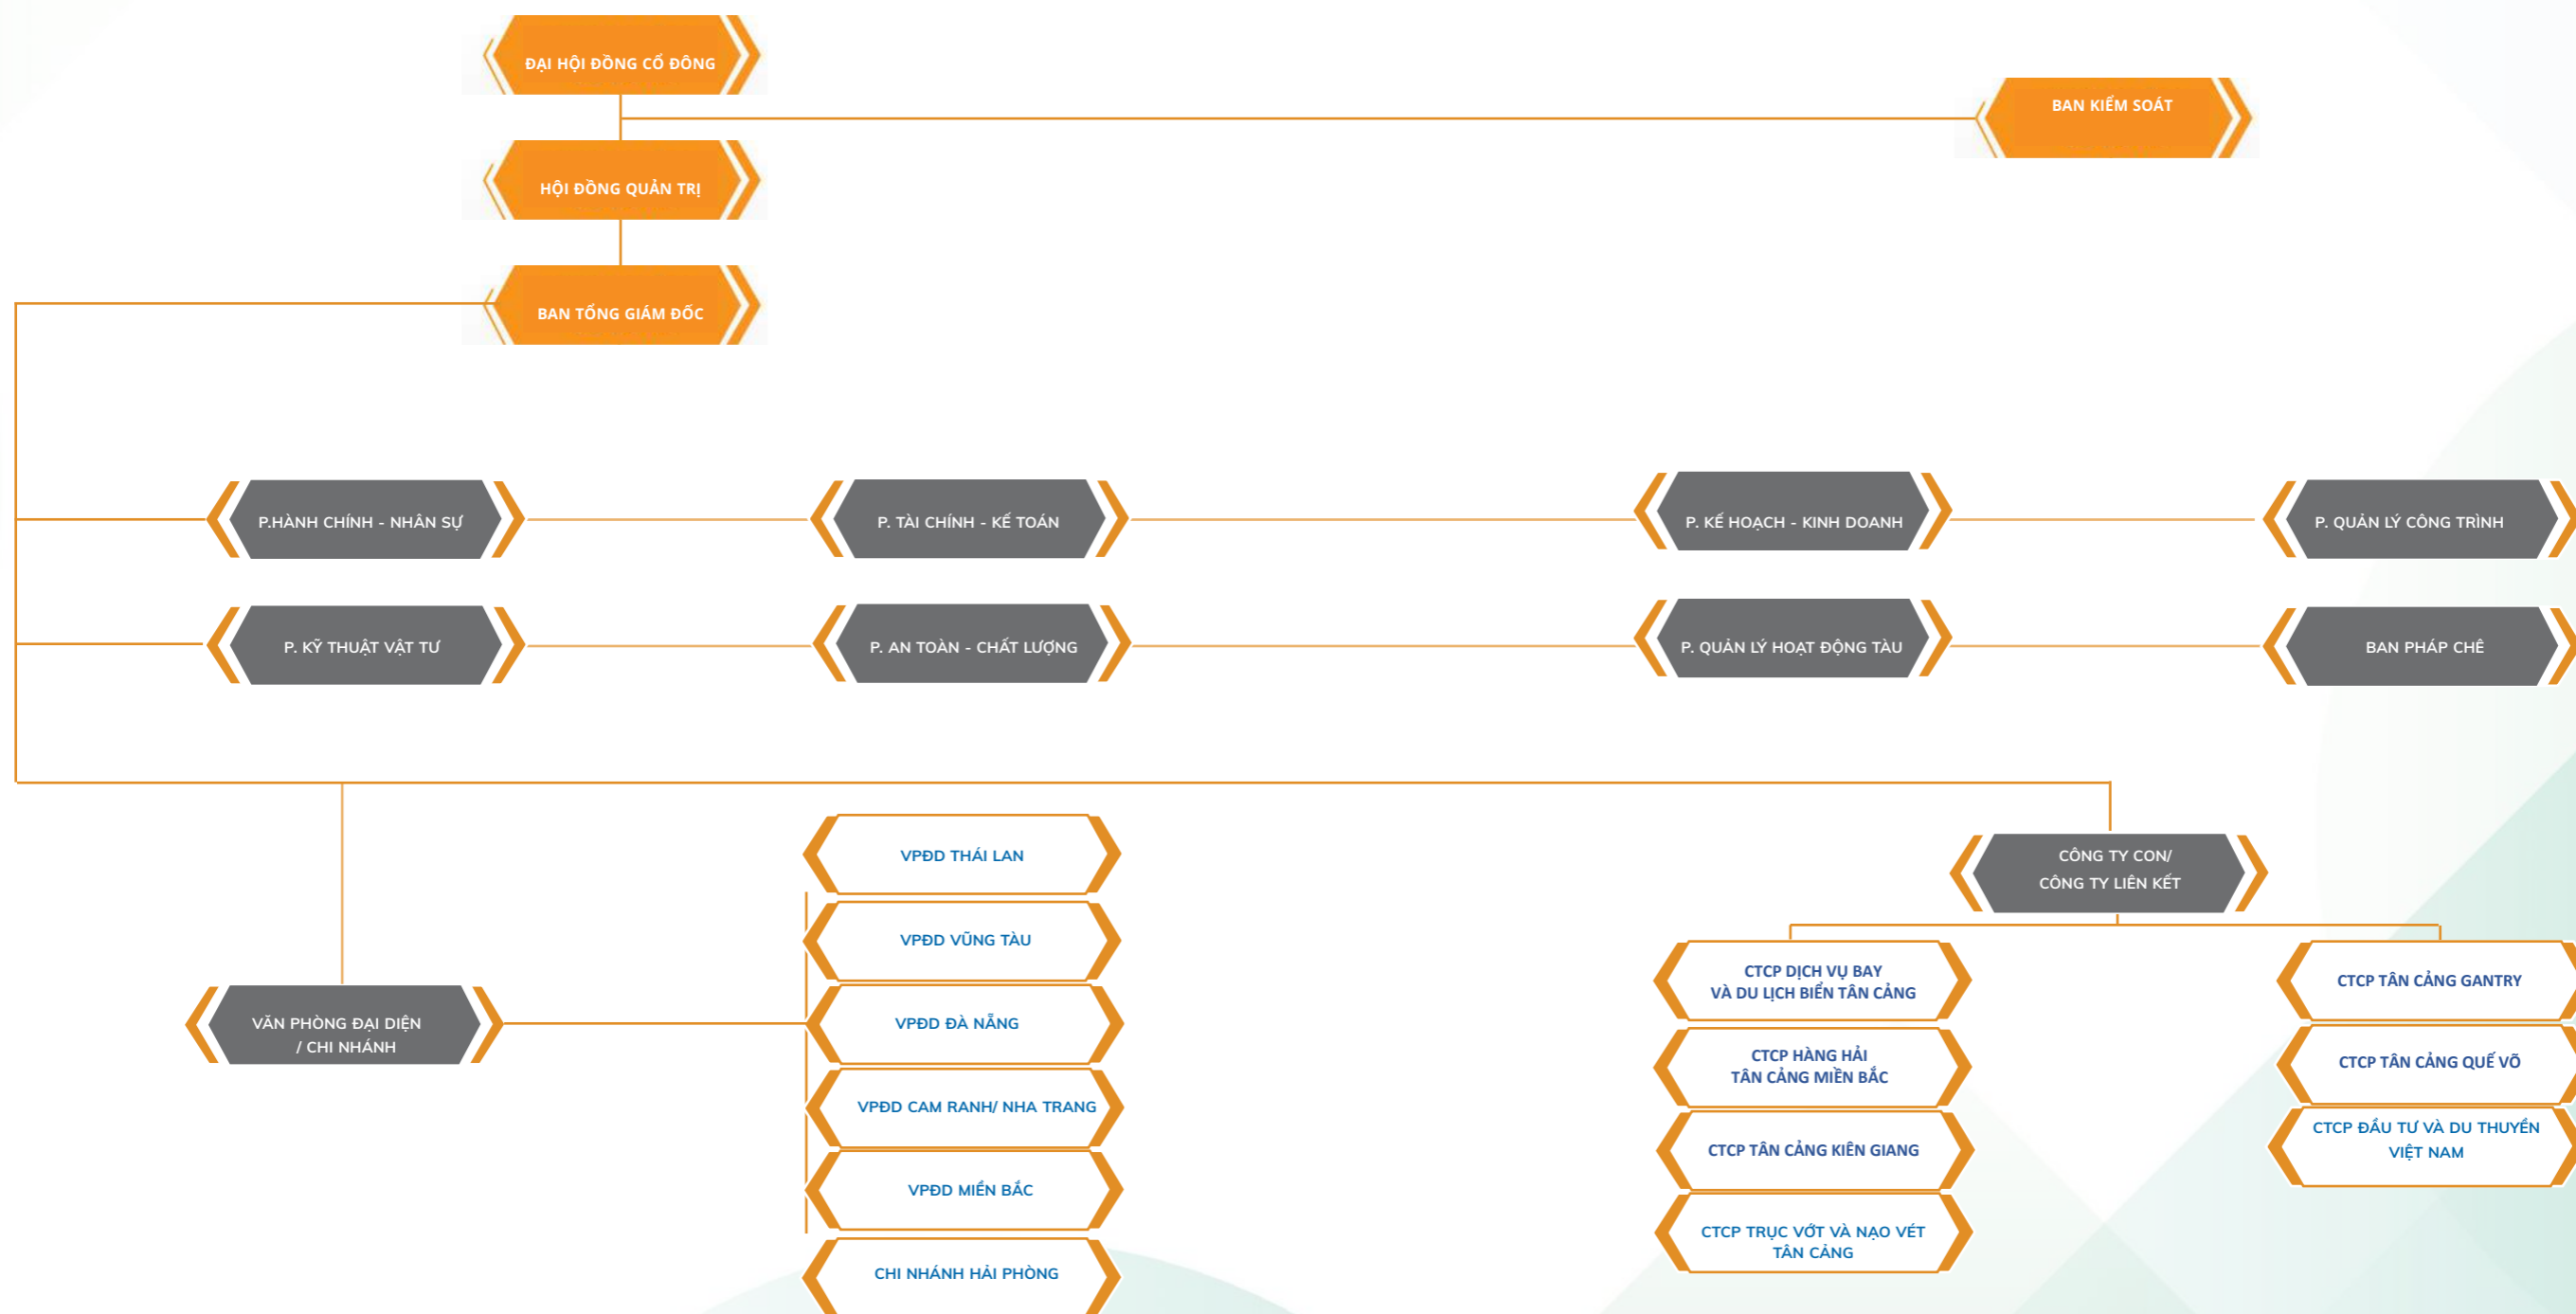 ĐẠI HỘI ĐỒNG CỔ ĐÔNG
BAN KIỂM SOÁT
HỘI ĐỒNG QUẢN TRỊ
BAN TỔNG GIÁM ĐỐC
P.HÀNH CHÍNH - NHÂN SỰ
P. TÀI CHÍNH - KẾ TOÁN
P. KẾ HOẠCH - KINH DOANH
P. QUẢN LÝ CÔNG TRÌNH
P. KỸ THUẬT VẬT TƯ
P. AN TOÀN - CHẤT LƯỢNG
P. QUẢN LÝ HOẠT ĐỘNG TÀU
BAN PHÁP CHÊ
VĂN PHÒNG ĐẠI DIỆN
/ CHI NHÁNH
VPĐD THÁI LAN
VPĐD VŨNG TÀU
VPĐD ĐÀ NẴNG
VPĐD CAM RANH/ NHA TRANG
VPĐD MIỀN BẮC
CHI NHÁNH HẢI PHÒNG
CÔNG TY CON/
CÔNG TY LIÊN KẾT
CTCP DỊCH VỤ BAY
VÀ DU LỊCH BIỂN TÂN CẢNG
CTCP HÀNG HẢI
TÂN CẢNG MIỀN BẮC
CTCP TÂN CẢNG KIÊN GIANG
CTCP TRỤC VỚT VÀ NẠO VÉT
TÂN CẢNG
CTCP TÂN CẢNG GANTRY
CTCP TÂN CẢNG QUẾ VÕ
CTCP ĐẦU TƯ VÀ DU THUYỀN
VIỆT NAM